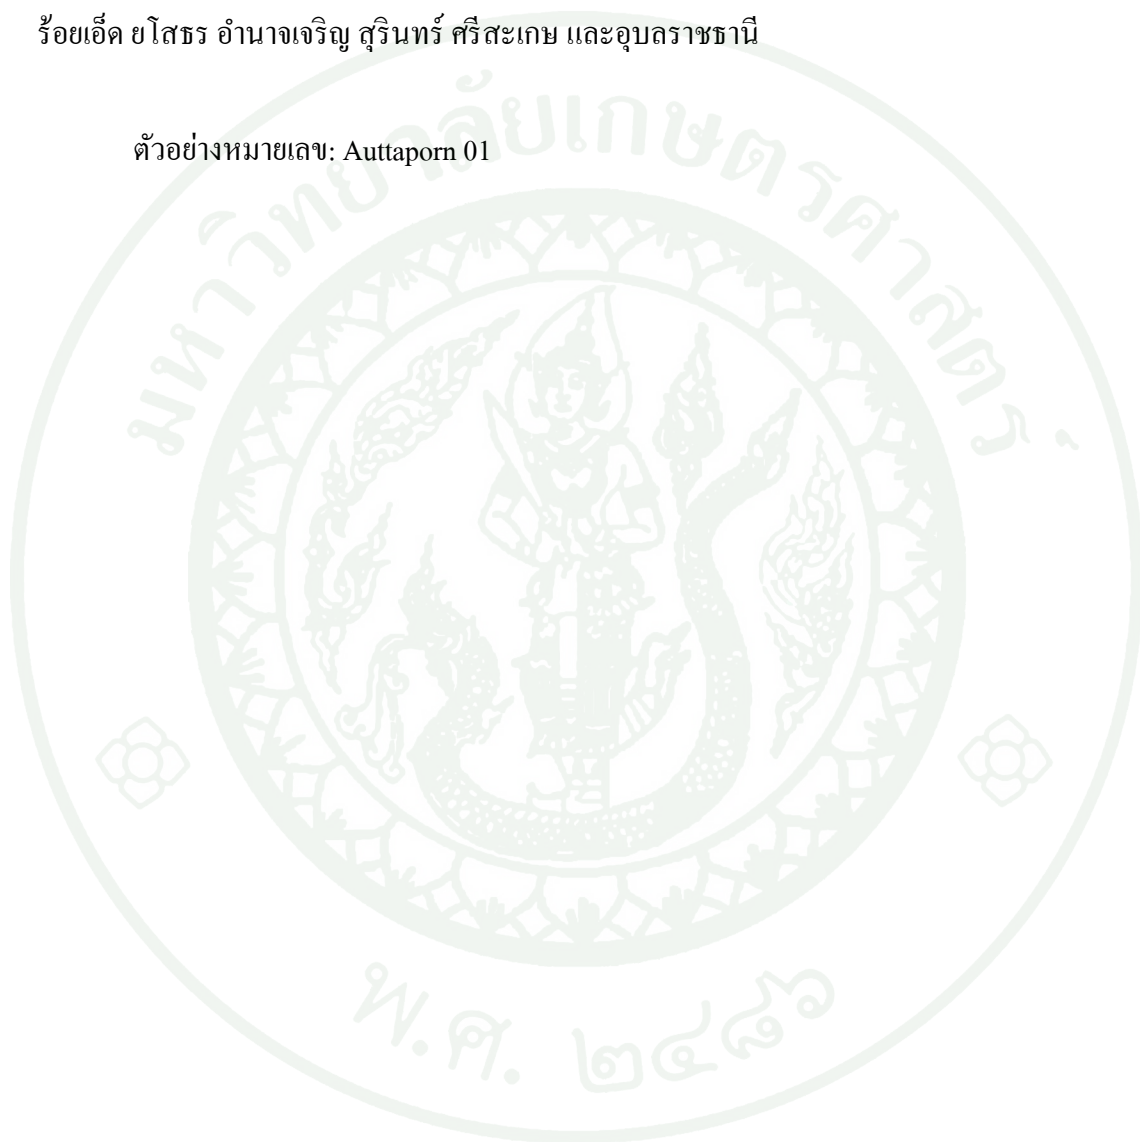 ร้อยเอ็ด ยโสธร อำนาจเจริญ สุรินทร์ ศรีสะเกษ และอุบลราชธานี
ตัวอย่างหมายเลข: Auttaporn 01
มหาวิทยาลัยเกษตรศาสตร์
พ.ศ. ๒๔๘๖